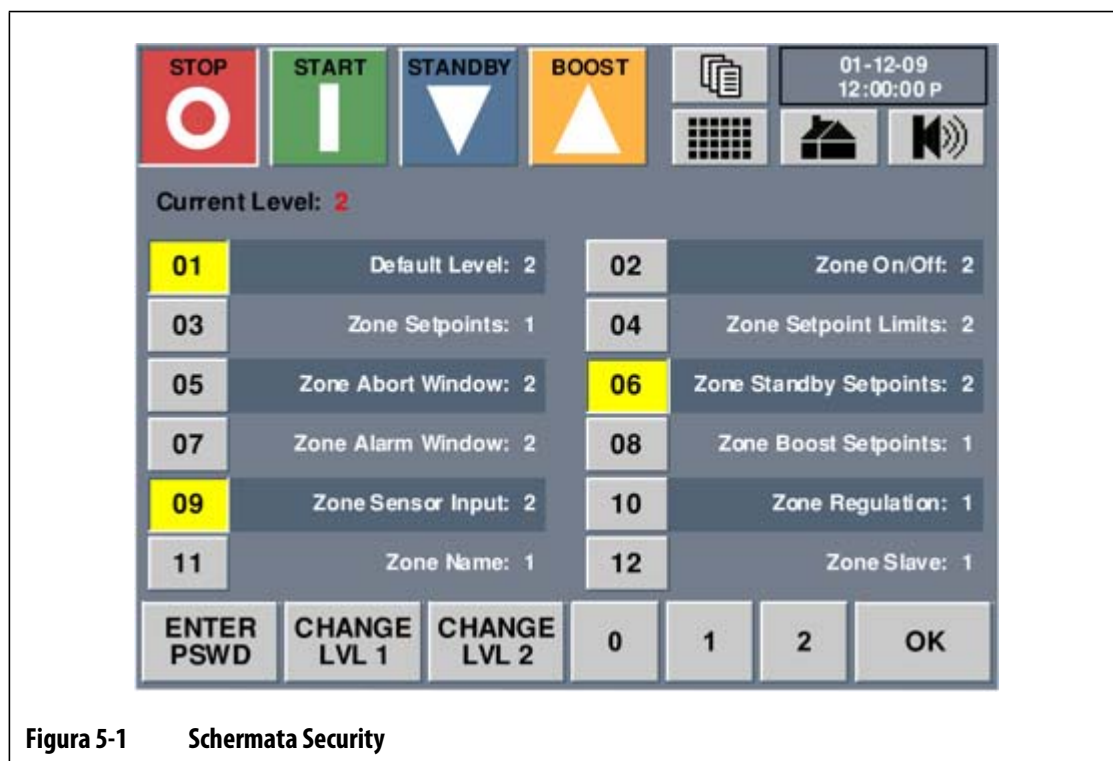 STOP START STANDBY BOOST
01-12-09
12:00:00 P
Current Level: 2
01 Default Level: 2 02 Zone On/Off: 2
03 Zone Setpoints: 1 04 Zone Setpoint Limits: 2
05 Zone Abort Window: 2 06 Zone Standby Setpoints: 2
07 Zone Alarm Window: 2 08 Zone Boost Setpoints: 1
09 Zone Sensor Input: 2 10 Zone Regulation: 1
11 Zone Name: 1 12 Zone Slave: 1
ENTER PSWD CHANGE LVL 1 CHANGE LVL 2 0 1 2 OK
Figura 5-1 Schermata Security